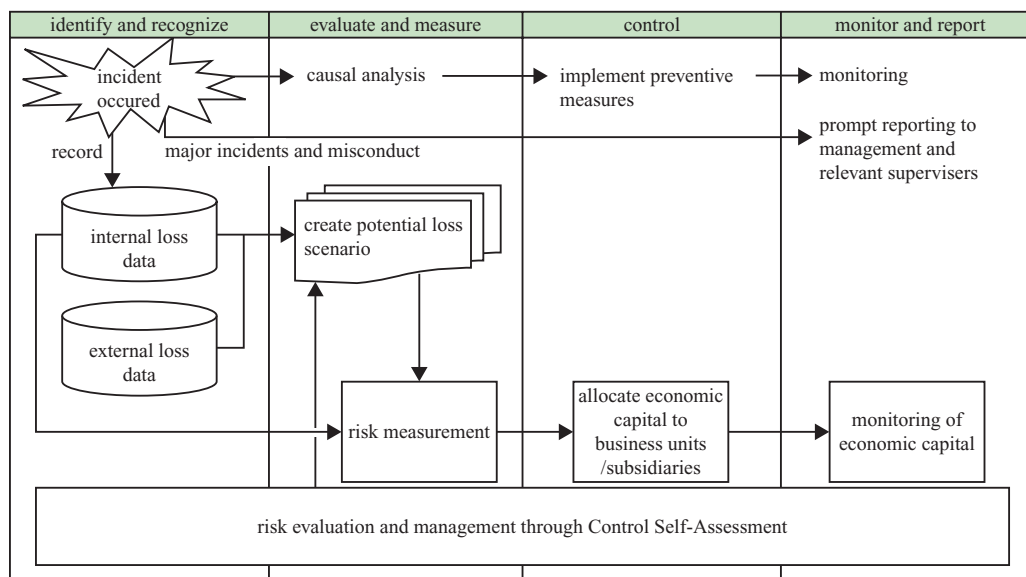 identify and recognize
evaluate and measure
control
monitor and report
incident
occured
causal analysis
implement preventive
measures
monitoring
record
major incidents and misconduct
prompt reporting to
management and
relevant supervisers
internal loss
data
create potential loss
scenario
external loss
data
risk measurement
allocate economic
capital to
business units
/subsidiaries
monitoring of
economic capital
risk evaluation and management through Control Self-Assessment